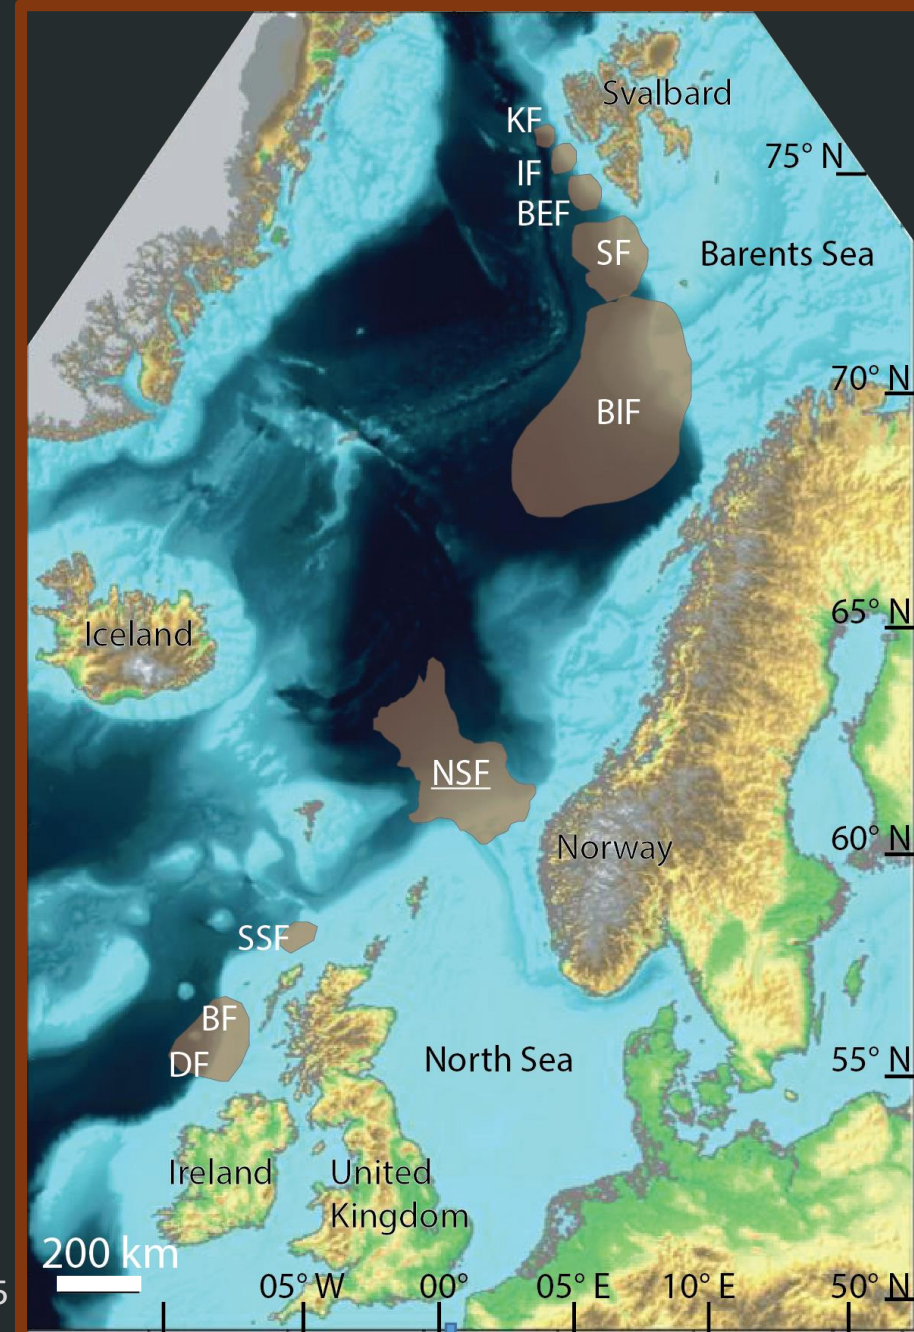 Svalbard
KF
75° N
IF
BEF
SF
Barents Sea
70° N
BIF
65° N
Iceland
NSF
60° N
Norway
SSF
BF
North Sea
55° N
DF
Ireland
United
Kingdom
200 km
05° W
00°
05° E
10° E
50° N
5